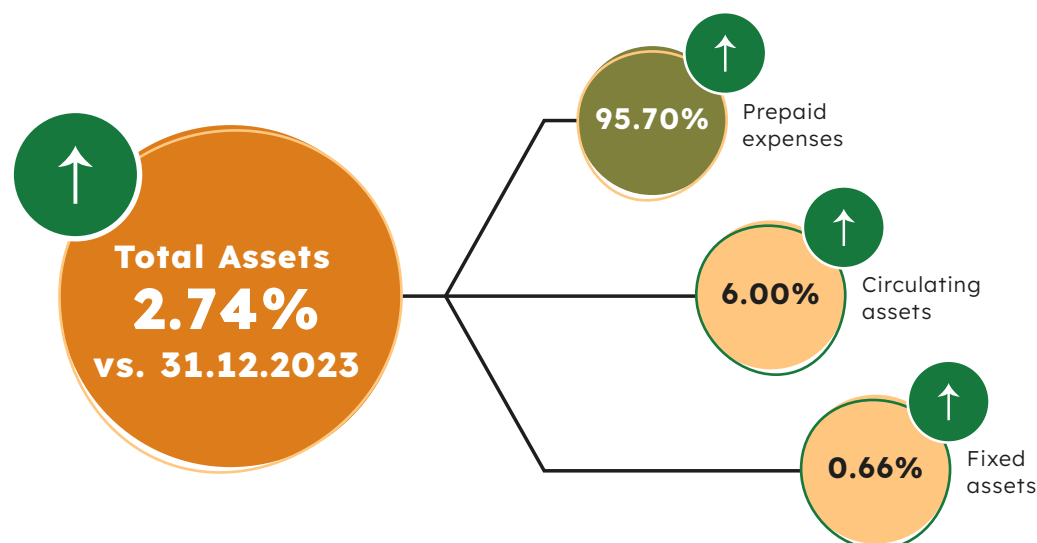 95.70%
Prepaid
expenses
Total Assets
2.74%
vs. 31.12.2023
6.00%
Circulating
assets
0.66%
Fixed
assets